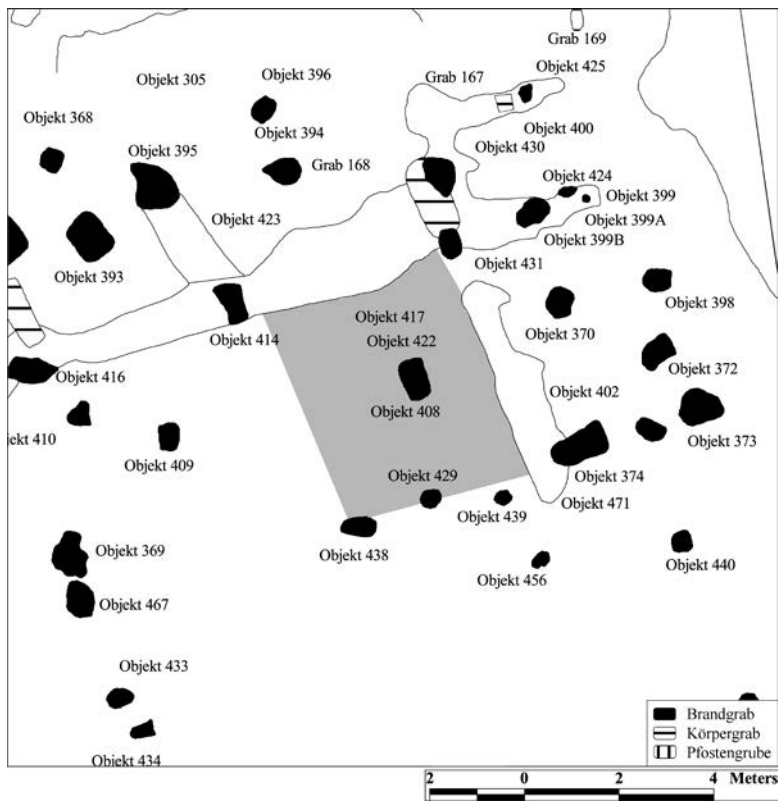 Grab 169
Objekt 396
Grab 167
Objekt 425
Objekt 305
Objekt 368
Objekt 394
Objekt 400
Objekt 395
Objekt 430
Grab 168
Objekt 424
Objekt 399
Objekt 423
Objekt 399A
Objekt 399B
Objekt 393
Objekt 431
Objekt 398
Objekt 417
Objekt 414
Objekt 370
Objekt 422
Objekt 372
Objekt 416
Objekt 402
Objekt 408
jekt 410
Objekt 373
Objekt 409
Objekt 374
Objekt 429
Objekt 471
Objekt 439
Objekt 369
Objekt 438
Objekt 440
Objekt 456
Objekt 467
Objekt 433
Objekt 434
Brandgrab
Körpergrab
Pfostengrube
2 0 2 4 Meters